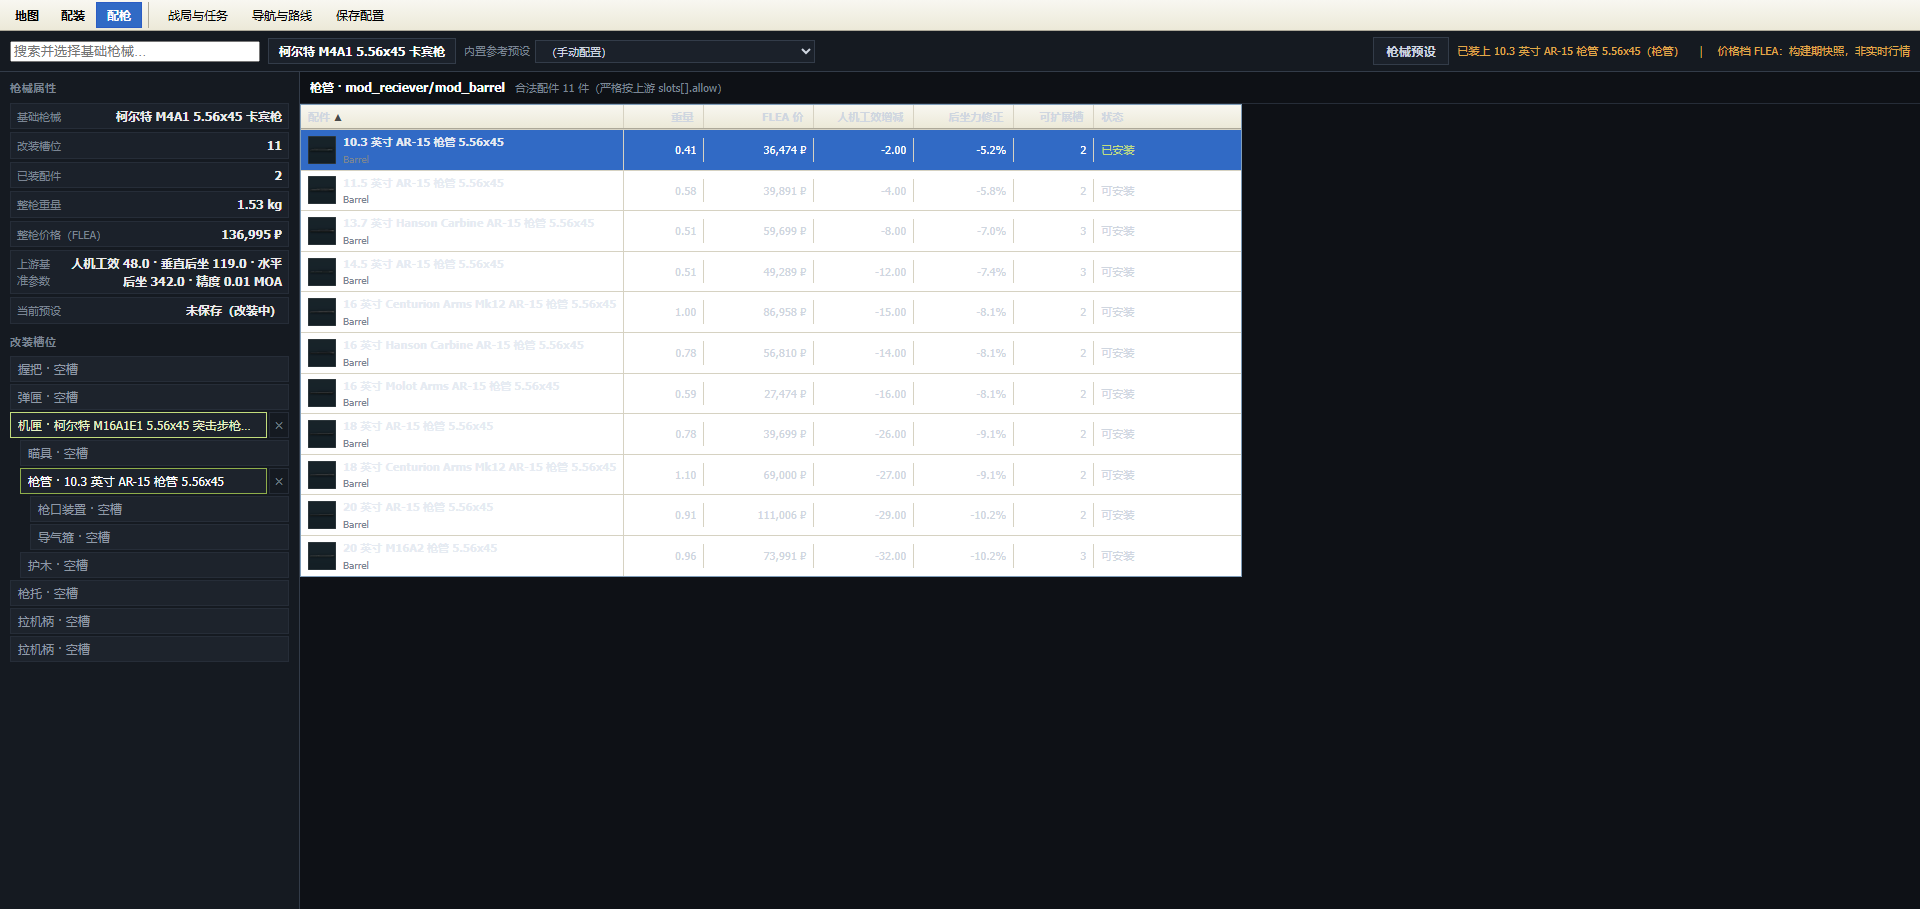 地图 配装 配枪 战局与任务 导航与路线 保存配置
搜索并选择基础枪械... 柯尔特 M4A1 5.56x45 卡宾枪 内置参考预设 (手动配置) 枪械预设 已装上 10.3 英寸 AR-15 枪管 5.56x45（枪管） | 价格档 FLEA：构建期快照，非实时行情
枪械属性
基础枪械 柯尔特 M4A1 5.56x45 卡宾枪
改装槽位 11
已装配件 2
整枪重量 1.53 kg
整枪价格（FLEA） 136,995 ₽
上游基准参数 人机工效 48.0 · 垂直后坐 119.0 · 水平
后坐 342.0 · 精度 0.01 MOA
当前预设 未保存（改装中）
改装槽位
握把 · 空槽
弹匣 · 空槽
机匣 · 柯尔特 M16A1E1 5.56x45 突击步枪... ×
瞄具 · 空槽
枪管 · 10.3 英寸 AR-15 枪管 5.56x45 ×
枪口装置 · 空槽
导气箍 · 空槽
护木 · 空槽
枪托 · 空槽
拉机柄 · 空槽
拉机柄 · 空槽
枪管 · mod_reciever/mod_barrel 合法配件 11 件（严格按上游 slots[].allow）
配件 ▲ 重量 FLEA 价 人机工效增减 后坐力修正 可扩展槽 状态
10.3 英寸 AR-15 枪管 5.56x45
Barrel
0.41 36,474 ₽ -2.00 -5.2% 2 已安装
11.5 英寸 AR-15 枪管 5.56x45
Barrel
0.58 39,891 ₽ -4.00 -5.8% 2 可安装
13.7 英寸 Hanson Carbine AR-15 枪管 5.56x45
Barrel
0.51 59,699 ₽ -8.00 -7.0% 3 可安装
14.5 英寸 AR-15 枪管 5.56x45
Barrel
0.51 49,289 ₽ -12.00 -7.4% 3 可安装
16 英寸 Centurion Arms Mk12 AR-15 枪管 5.56x45
Barrel
1.00 86,958 ₽ -15.00 -8.1% 2 可安装
16 英寸 Hanson Carbine AR-15 枪管 5.56x45
Barrel
0.78 56,810 ₽ -14.00 -8.1% 2 可安装
16 英寸 Molot Arms AR-15 枪管 5.56x45
Barrel
0.59 27,474 ₽ -16.00 -8.1% 2 可安装
18 英寸 AR-15 枪管 5.56x45
Barrel
0.78 39,699 ₽ -26.00 -9.1% 2 可安装
18 英寸 Centurion Arms Mk12 AR-15 枪管 5.56x45
Barrel
1.10 69,000 ₽ -27.00 -9.1% 2 可安装
20 英寸 AR-15 枪管 5.56x45
Barrel
0.91 111,006 ₽ -29.00 -10.2% 2 可安装
20 英寸 M16A2 枪管 5.56x45
Barrel
0.96 73,991 ₽ -32.00 -10.2% 3 可安装